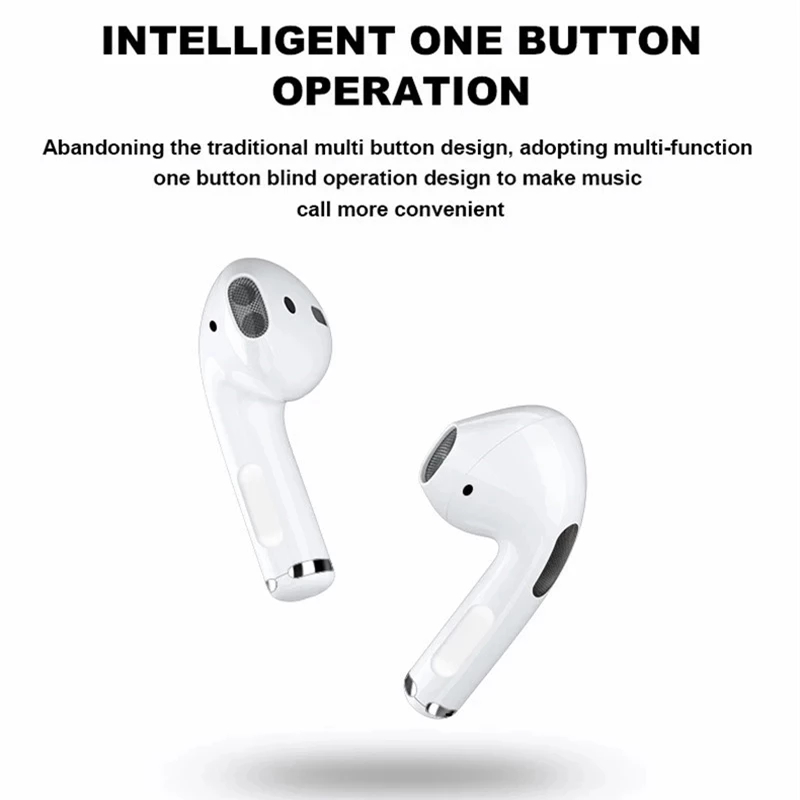 INTELLIGENT ONE BUTTON
OPERATION
Abandoning the traditional multi button design, adopting multi-function
one button blind operation design to make music
call more convenient